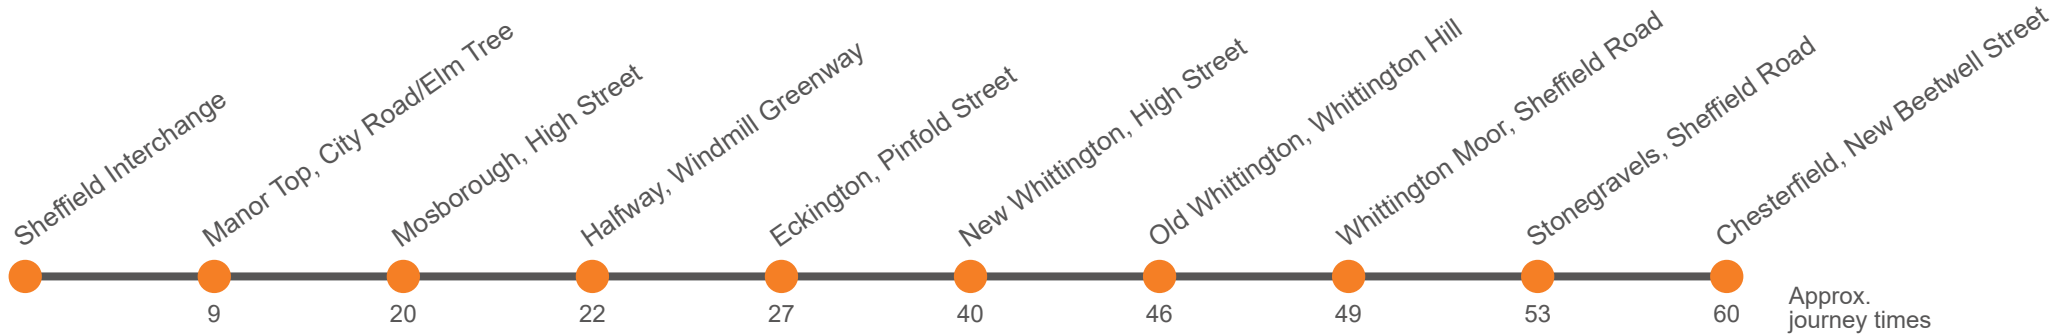 Sheffield Interchange
Manor Top, City Road/Elm Tree
Mosborough, High Street
Halfway, Windmill Greenway
Eckington, Pinfold Street
New Whittington, High Street
Old Whittington, Whittington Hill
Whittington Moor, Sheffield Road
Stonegravels, Sheffield Road
Chesterfield, New Beetwell Street
9 20 22 27 40 46 49 53 60
Approx.
journey times